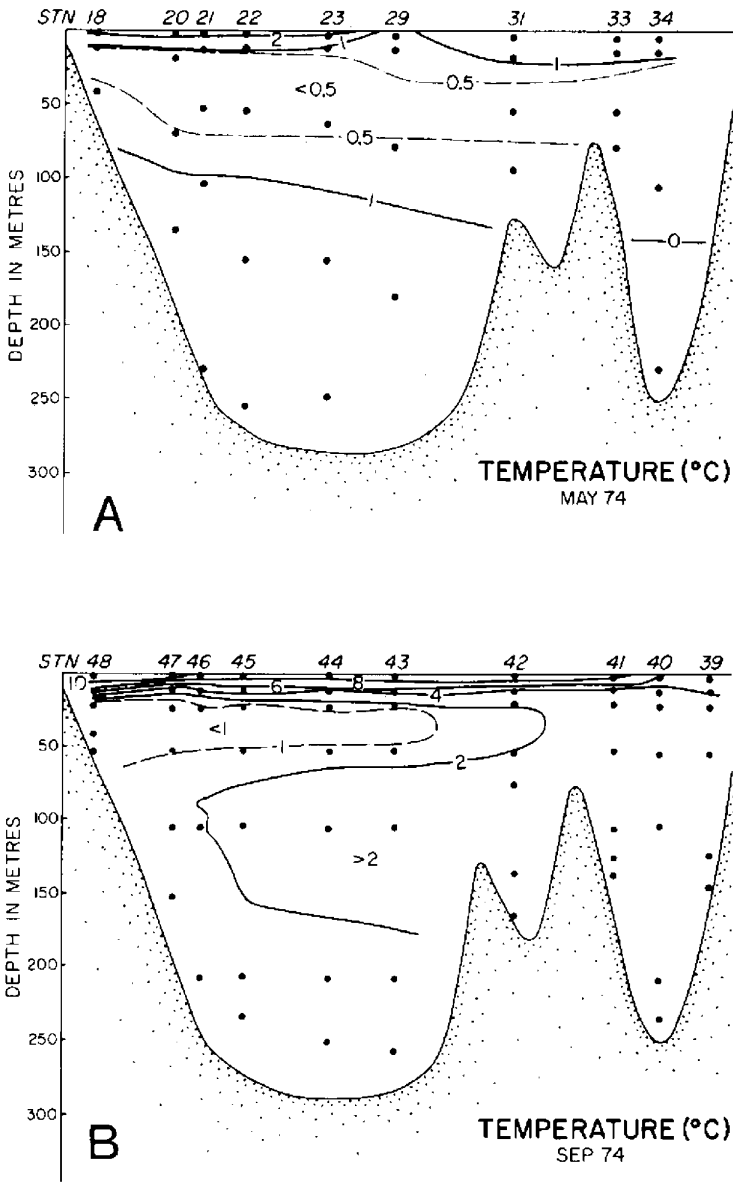 STN 18 20 21 22 23 29 31 33 34
2 1
1
0.5
<0.5
50
0.5
100
1
150
0
200
250
300
DEPTH IN METRES
TEMPERATURE (°C)
MAY 74
A
STN 48 47 46 45 44 43 42 41 40 39
10 6 8 4
<1
50
1
2
100
>2
150
200
250
300
DEPTH IN METRES
TEMPERATURE (°C)
SEP 74
B